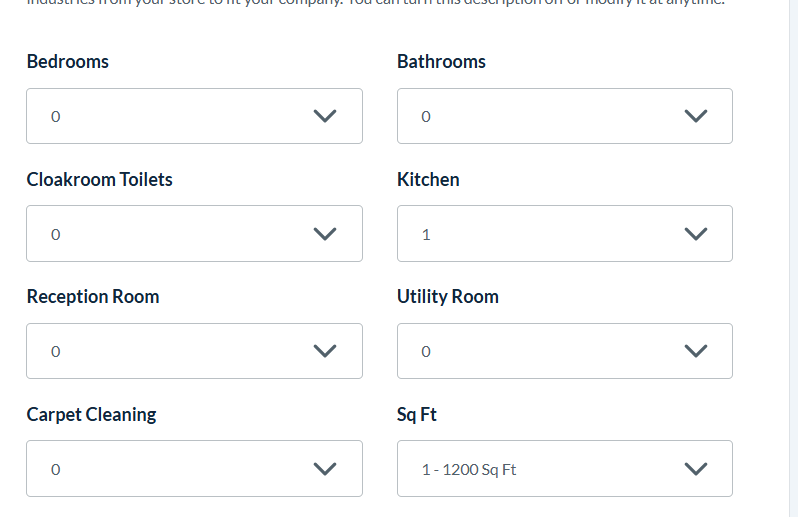 industries from your store to fit your company. You can turn this description off or modify it at anytime.
Bedrooms
Bathrooms
0
0
Cloakroom Toilets
Kitchen
0
1
Reception Room
Utility Room
0
0
Carpet Cleaning
Sq Ft
0
1 - 1200 Sq Ft